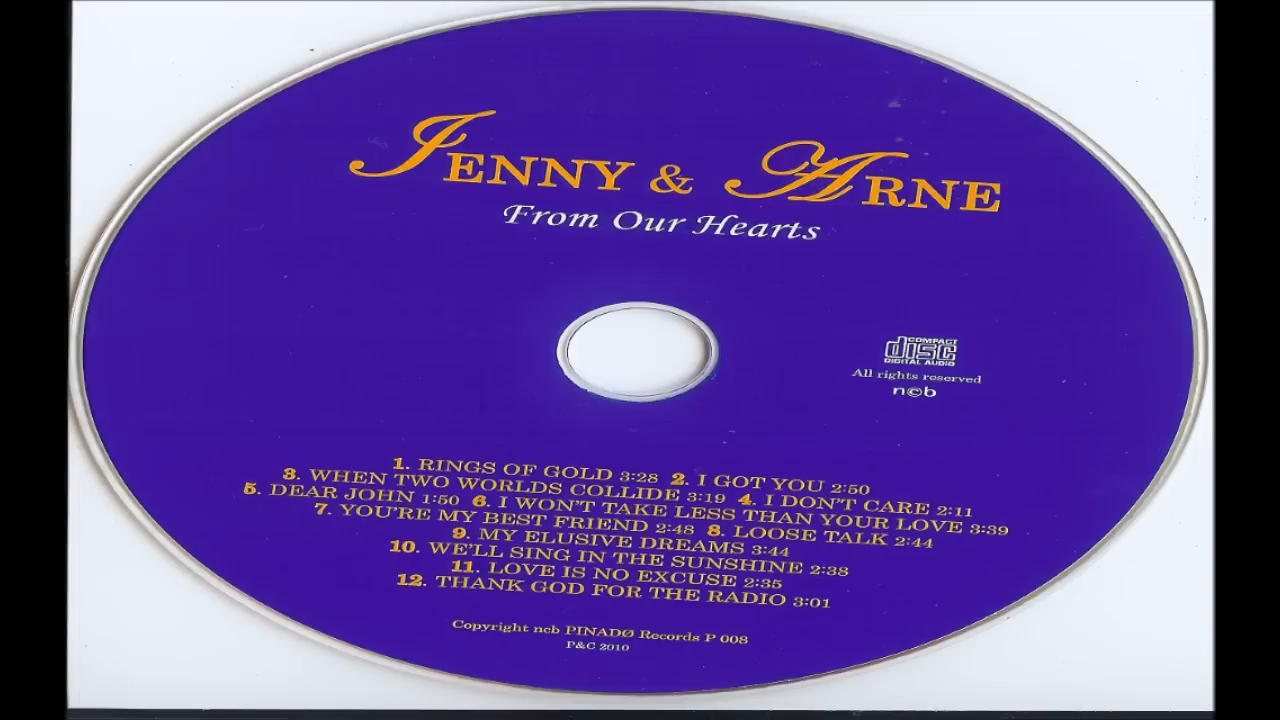 JENNY & ARNE
From Our Hearts
COMPACT
disc
DIGITAL AUDIO
All rights reserved
n©b
1. RINGS OF GOLD 3:28 2. I GOT YOU 2:50
3. WHEN TWO WORLDS COLLIDE 3:19 4. I DON'T CARE 2:11
5. DEAR JOHN 1:50 6. I WON'T TAKE LESS THAN YOUR LOVE 3:39
7. YOU'RE MY BEST FRIEND 2:48 8. LOOSE TALK 2:44
9. MY ELUSIVE DREAMS 3:44
10. WE'LL SING IN THE SUNSHINE 2:38
11. LOVE IS NO EXCUSE 2:35
12. THANK GOD FOR THE RADIO 3:01
Copyright ncb PINADØ Records P 008
P&C 2010